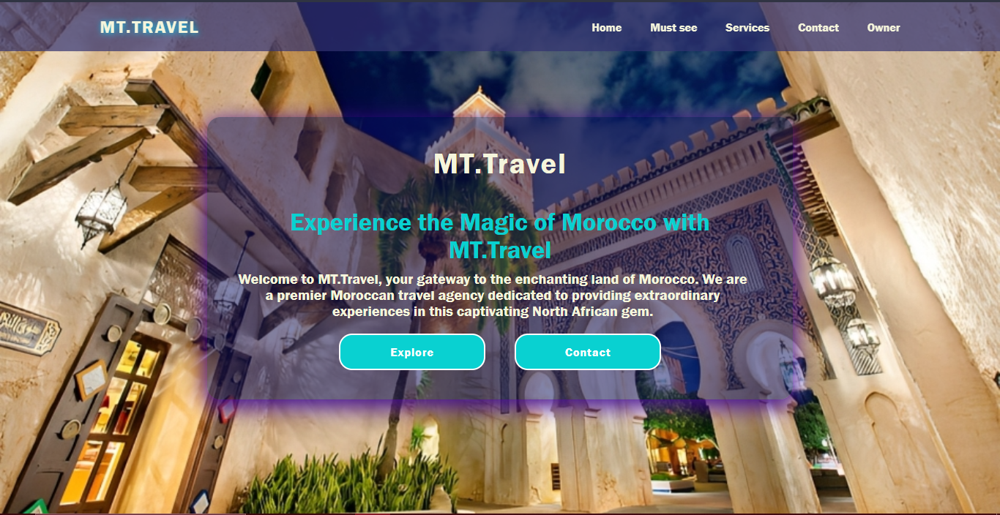 MT.TRAVEL
Home Must see Services Contact Owner
MT.Travel
Experience the Magic of Morocco with
MT.Travel
Welcome to MT.Travel, your gateway to the enchanting land of Morocco. We are
a premier Moroccan travel agency dedicated to providing extraordinary
experiences in this captivating North African gem.
Explore Contact